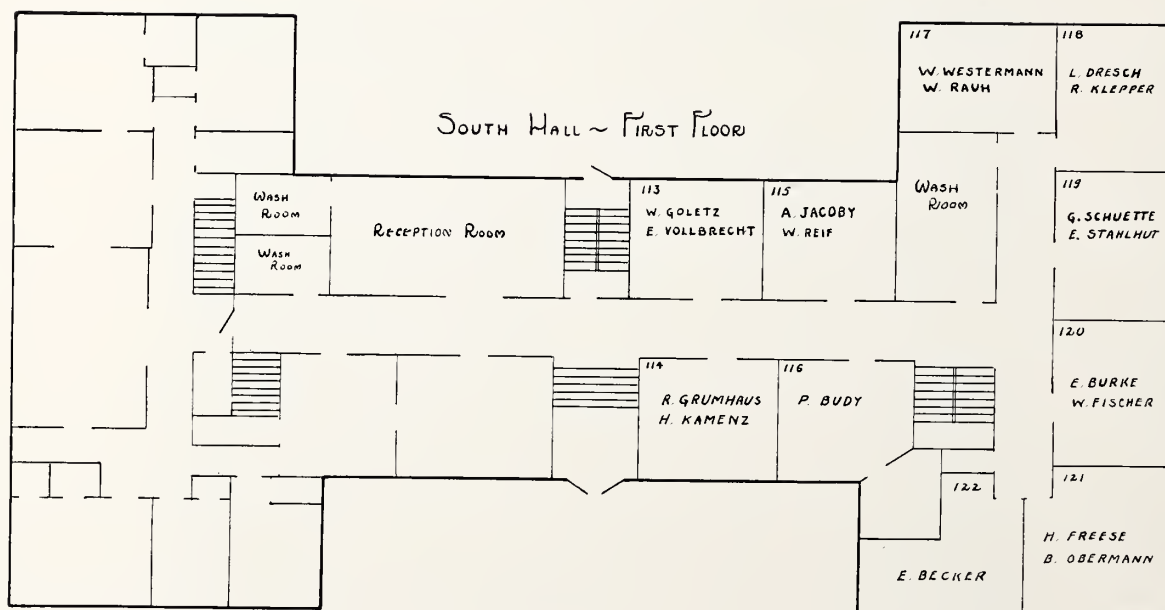 SOUTH HALL ~ FIRST FLOOR
117
W. WESTERMANN
W. RAUH
118
L. DRESCH
R. KLEPPER
WASH
ROOM
WASH
ROOM
RECEPTION ROOM
113
W. GOLETZ
E. VOLLBRECHT
115
A. JACOBY
W. REIF
WASH
ROOM
119
G. SCHUETTE
E. STAHLHUT
114
R. GRUMHAUS
H. KAMENZ
116
P. BUDY
120
E. BURKE
W. FISCHER
122
E. BECKER
121
H. FREESE
B. OBERMANN